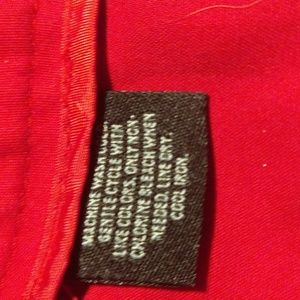 MACHINE WASH COLD,
GENTLE CYCLE WITH
LIKE COLORS. ONLY NON-
CHLORINE BLEACH WHEN
NEEDED. LINE DRY.
COOL IRON.